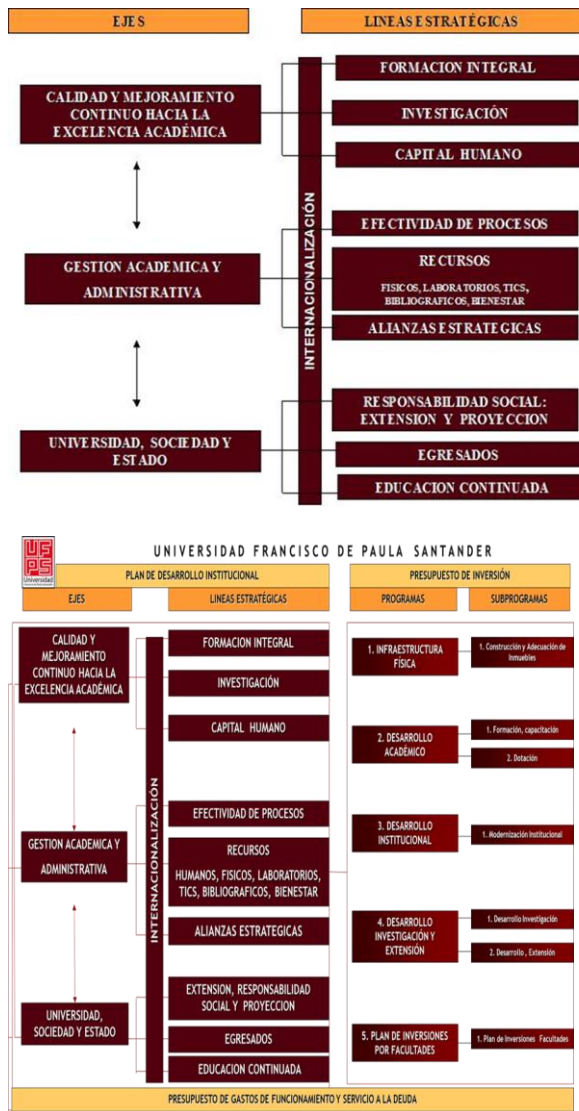 EJES
LINEAS ESTRATÉGICAS
CALIDAD Y MEJORAMIENTO
CONTINUO HACIA LA
EXCELENCIA ACADÉMICA
FORMACION INTEGRAL
INVESTIGACIÓN
CAPITAL HUMANO
INTERNACIONALIZACIÓN
GESTION ACADEMICA Y
ADMINISTRATIVA
EFECTIVIDAD DE PROCESOS
RECURSOS
FISICOS, LABORATORIOS, TICS,
BIBLIOGRAFICOS, BIENESTAR
ALIANZAS ESTRATEGICAS
UNIVERSIDAD, SOCIEDAD Y
ESTADO
RESPONSABILIDAD SOCIAL:
EXTENSION Y PROYECCION
EGRESADOS
EDUCACION CONTINUADA
UFPS
Universidad
UNIVERSIDAD FRANCISCO DE PAULA SANTANDER
PLAN DE DESARROLLO INSTITUCIONAL
PRESUPUESTO DE INVERSIÓN
EJES
LINEAS ESTRATÉGICAS
PROGRAMAS
SUBPROGRAMAS
CALIDAD Y
MEJORAMIENTO
CONTINUO HACIA LA
EXCELENCIA ACADÉMICA
FORMACION INTEGRAL
INVESTIGACIÓN
CAPITAL HUMANO
INTERNACIONALIZACIÓN
GESTION ACADEMICA Y
ADMINISTRATIVA
EFECTIVIDAD DE PROCESOS
RECURSOS
HUMANOS, FISICOS, LABORATORIOS,
TICS, BIBLIOGRAFICOS, BIENESTAR
ALIANZAS ESTRATEGICAS
UNIVERSIDAD,
SOCIEDAD Y ESTADO
EXTENSION, RESPONSABILIDAD
SOCIAL Y PROYECCION
EGRESADOS
EDUCACION CONTINUADA
1. INFRAESTRUCTURA
FÍSICA
1. Construcción y Adecuación de
Inmuebles
2. DESARROLLO
ACADÉMICO
1. Formación, capacitación
2. Dotación
3. DESARROLLO
INSTITUCIONAL
1. Modernización Institucional
4. DESARROLLO
INVESTIGACIÓN Y
EXTENSIÓN
1. Desarrollo Investigación
2. Desarrollo , Extensión
5. PLAN DE INVERSIONES
POR FACULTADES
1. Plan de Inversiones Facultades
PRESUPUESTO DE GASTOS DE FUNCIONAMIENTO Y SERVICIO A LA DEUDA